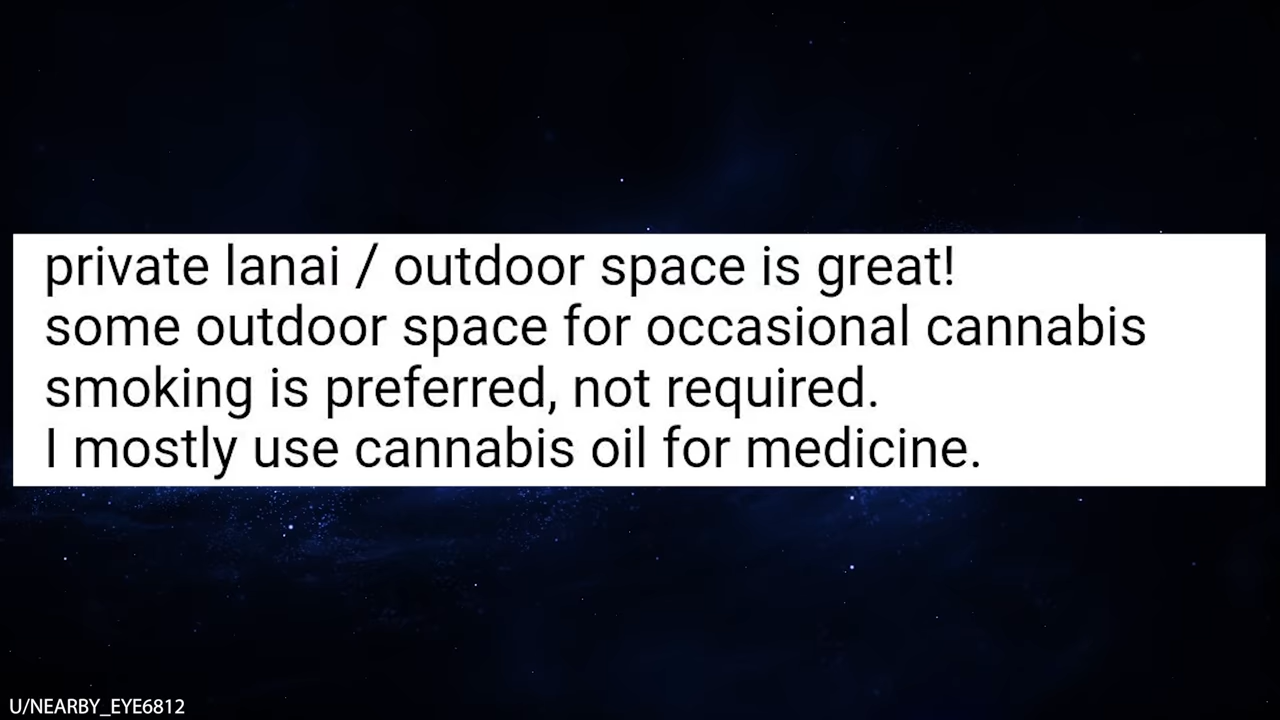 private lanai / outdoor space is great!
some outdoor space for occasional cannabis
smoking is preferred, not required.
I mostly use cannabis oil for medicine.
U/NEARBY_EYE6812